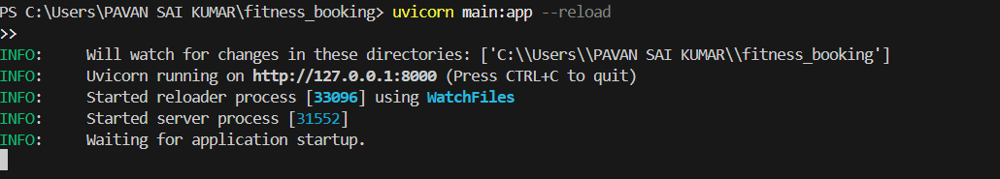 PS C:\Users\PAVAN SAI KUMAR\fitness_booking> uvicorn main:app --reload
>>
INFO:     Will watch for changes in these directories: ['C:\\Users\\PAVAN SAI KUMAR\\fitness_booking']
INFO:     Uvicorn running on http://127.0.0.1:8000 (Press CTRL+C to quit)
INFO:     Started reloader process [33096] using WatchFiles
INFO:     Started server process [31552]
INFO:     Waiting for application startup.